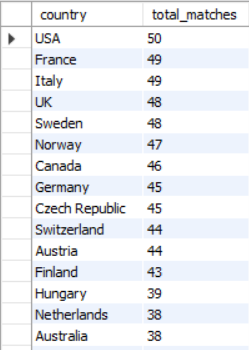 country total_matches
USA 50
France 49
Italy 49
UK 48
Sweden 48
Norway 47
Canada 46
Germany 45
Czech Republic 45
Switzerland 44
Austria 44
Finland 43
Hungary 39
Netherlands 38
Australia 38